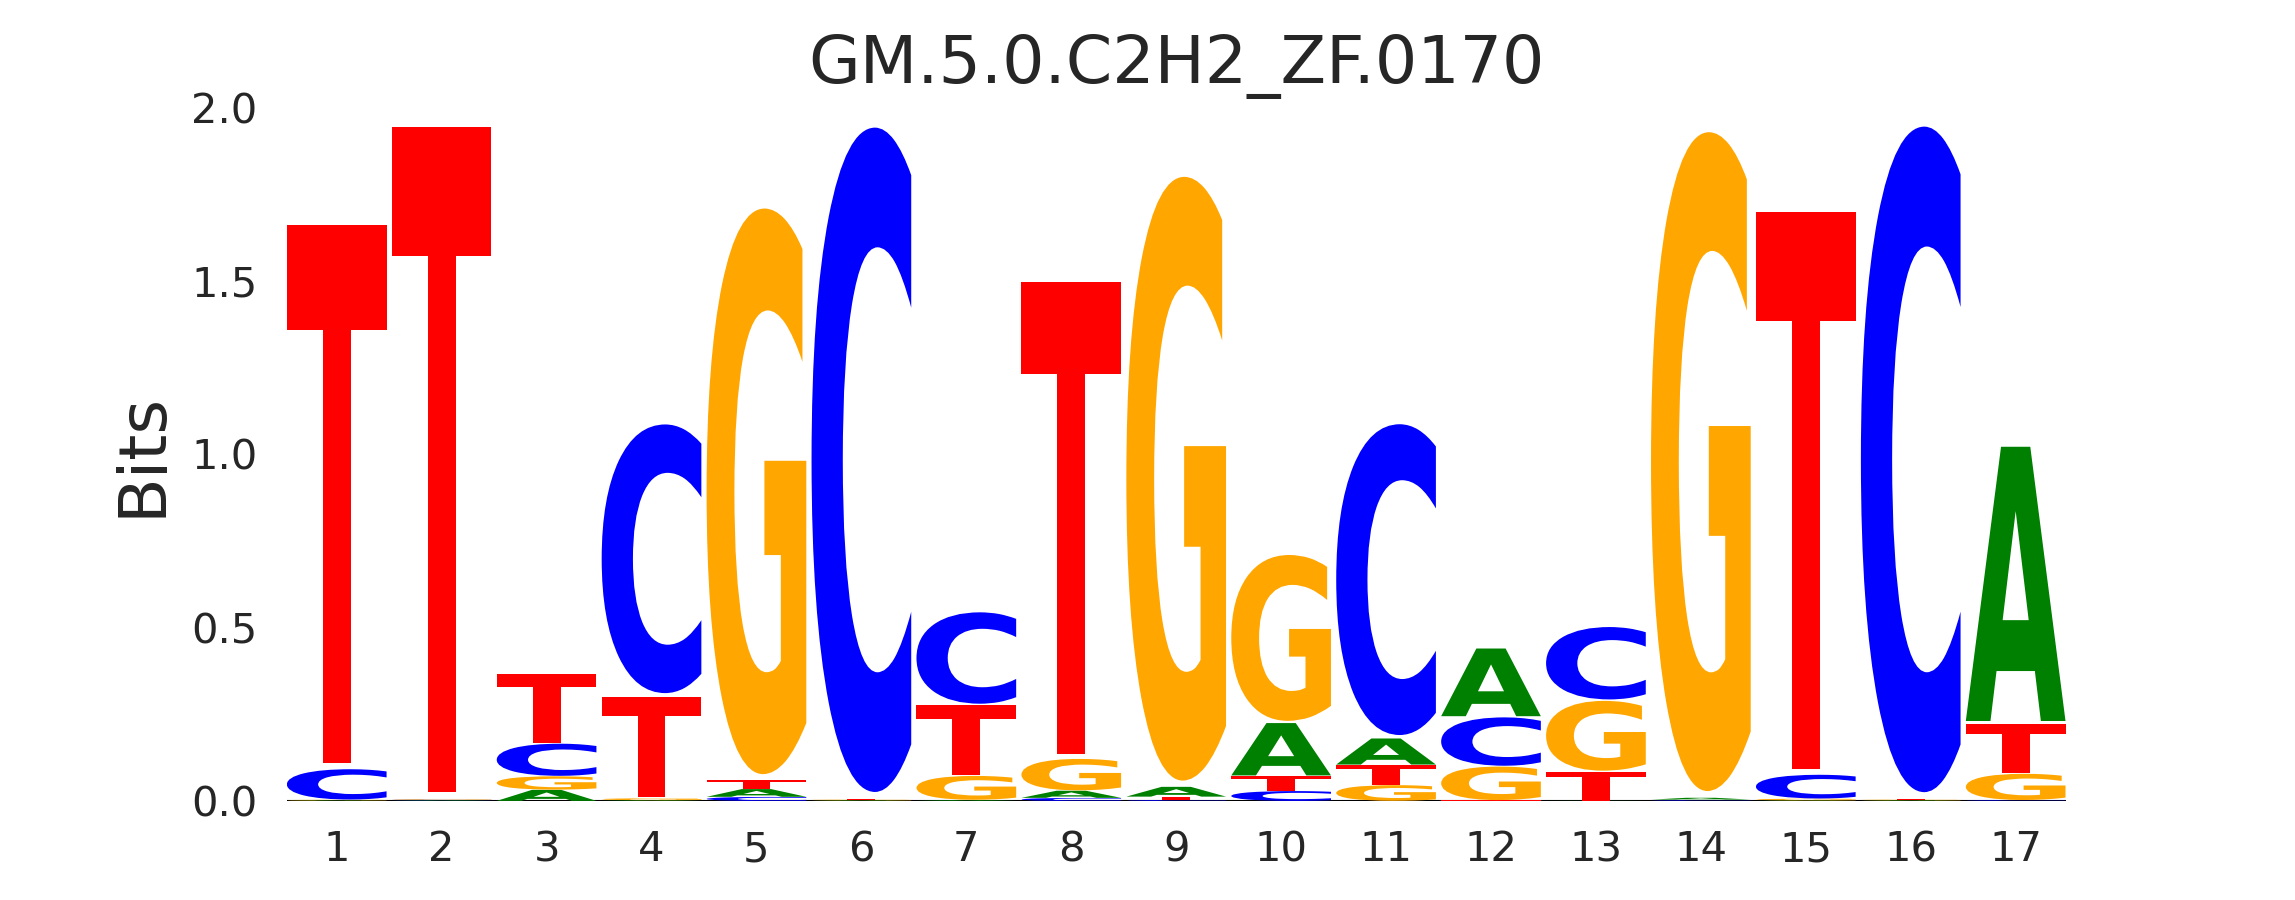 GM.5.0.C2H2_ZF.0170
2.0
1.5
1.0
0.5
0.0
Bits
T T T C G C C T G G C A C G T C A
C C T T T G A A C G T C T
G G A A T T C G G
A C C G T
1 2 3 4 5 6 7 8 9 10 11 12 13 14 15 16 17